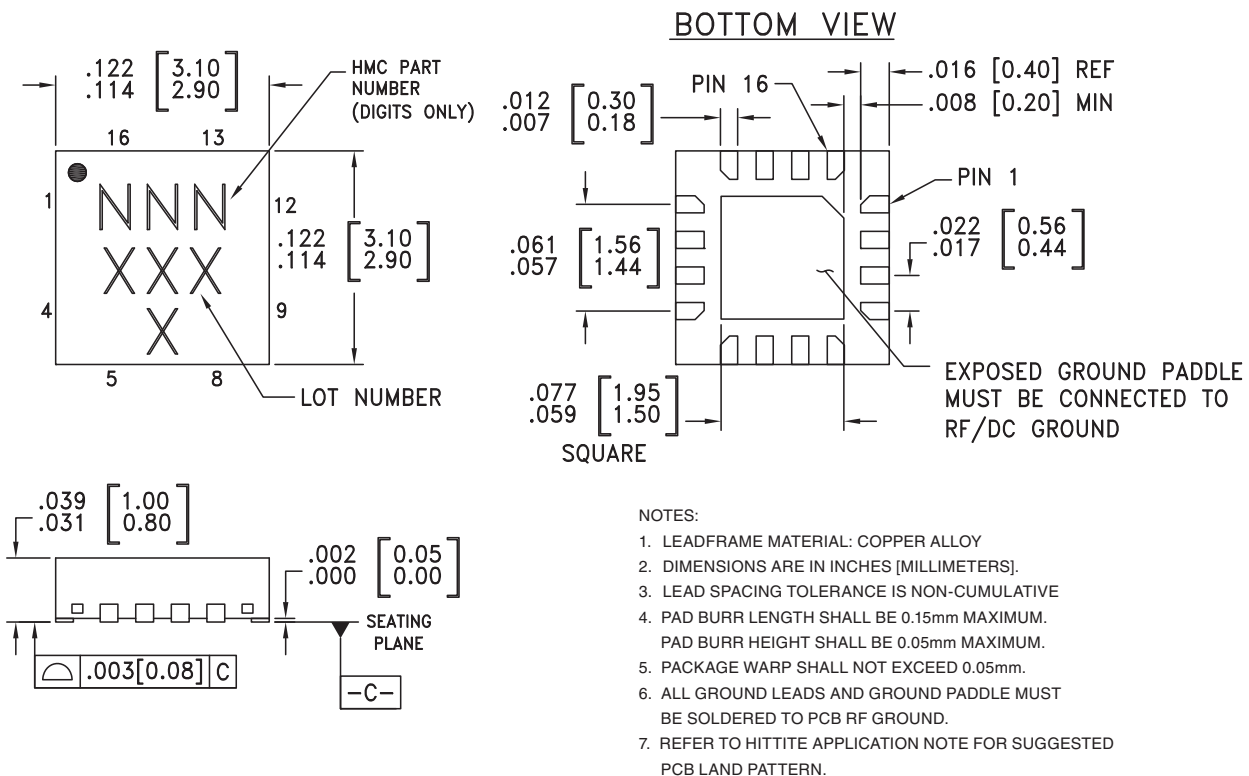 BOTTOM VIEW
.122 [3.10]
.114 [2.90]
HMC PART
NUMBER
(DIGITS ONLY)
16 13
1
12
4
9
5 8
NNN
XXX
X
.122 [3.10]
.114 [2.90]
LOT NUMBER
.012 [0.30]
.007 [0.18]
PIN 16
.016 [0.40] REF
.008 [0.20] MIN
PIN 1
.061 [1.56]
.057 [1.44]
.022 [0.56]
.017 [0.44]
.077 [1.95]
.059 [1.50]
SQUARE
EXPOSED GROUND PADDLE
MUST BE CONNECTED TO
RF/DC GROUND
.039 [1.00]
.031 [0.80]
.002 [0.05]
.000 [0.00]
SEATING
PLANE
.003[0.08] C
-C-
NOTES:
1. LEADFRAME MATERIAL: COPPER ALLOY
2. DIMENSIONS ARE IN INCHES [MILLIMETERS].
3. LEAD SPACING TOLERANCE IS NON-CUMULATIVE
4. PAD BURR LENGTH SHALL BE 0.15mm MAXIMUM.
PAD BURR HEIGHT SHALL BE 0.05mm MAXIMUM.
5. PACKAGE WARP SHALL NOT EXCEED 0.05mm.
6. ALL GROUND LEADS AND GROUND PADDLE MUST
BE SOLDERED TO PCB RF GROUND.
7. REFER TO HITTITE APPLICATION NOTE FOR SUGGESTED
PCB LAND PATTERN.